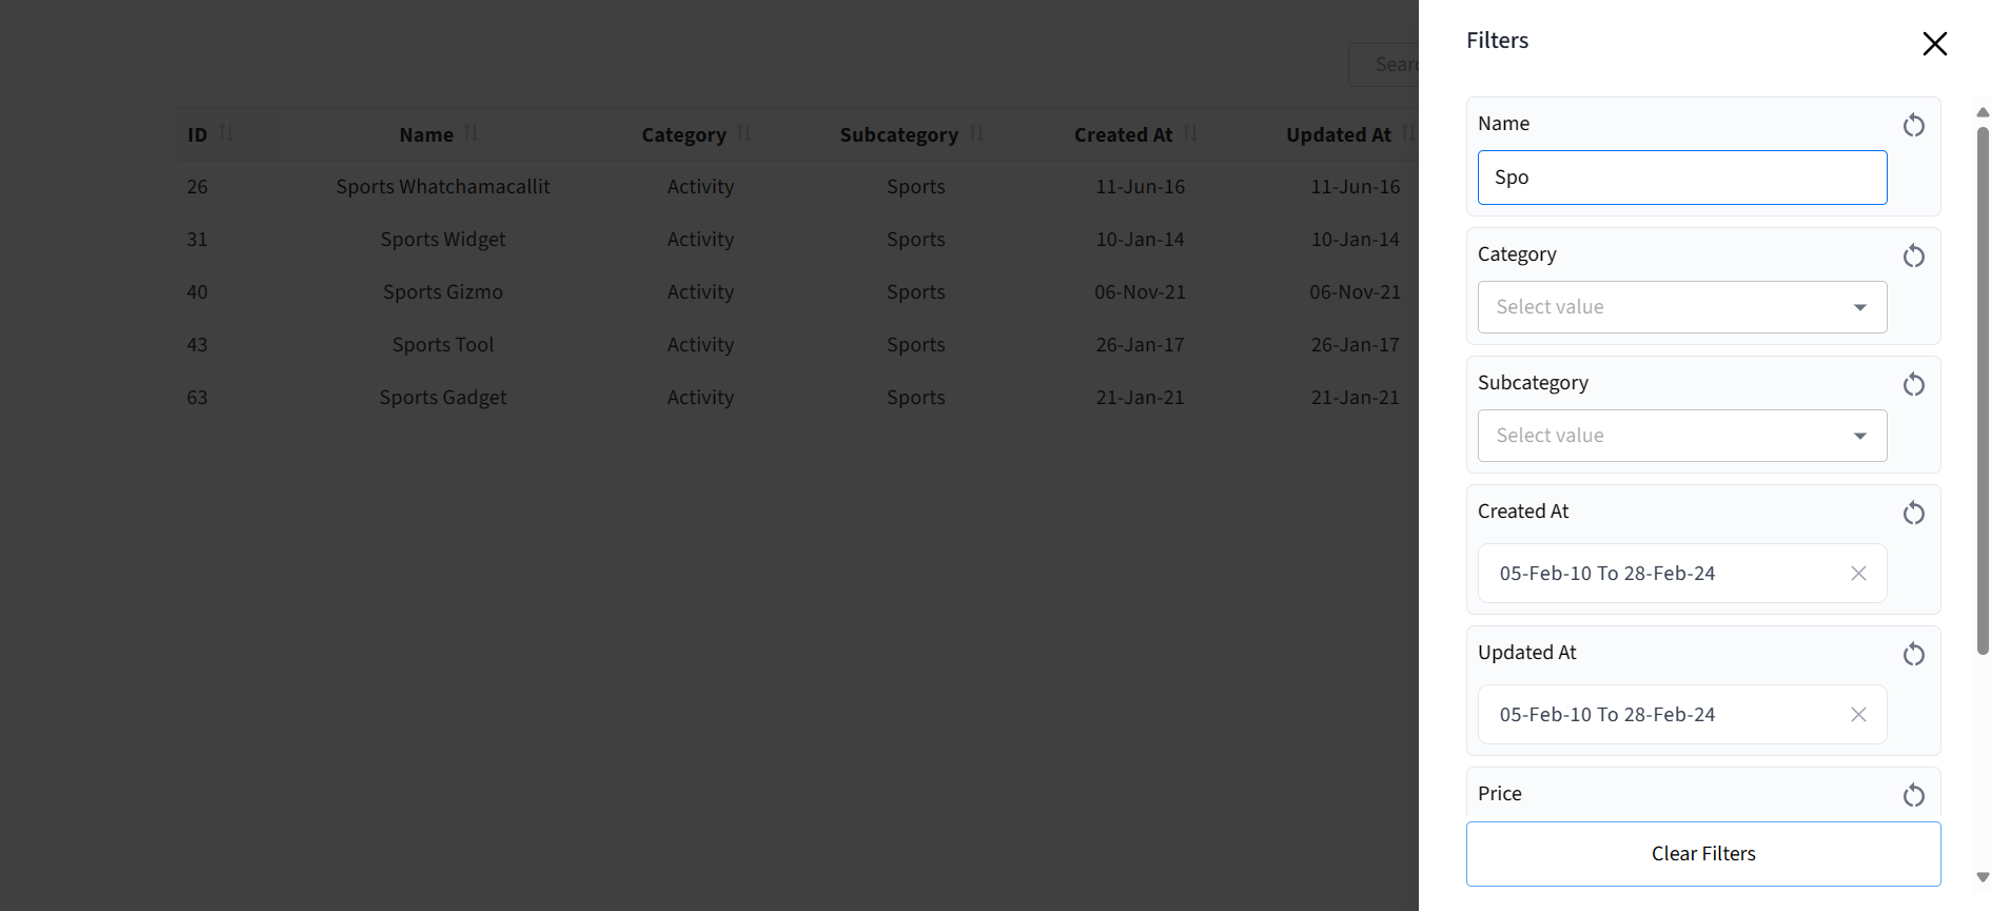 Sear
ID Name Category Subcategory Created At Updated At
26 Sports Whatchamacallit Activity Sports 11-Jun-16 11-Jun-16
31 Sports Widget Activity Sports 10-Jan-14 10-Jan-14
40 Sports Gizmo Activity Sports 06-Nov-21 06-Nov-21
43 Sports Tool Activity Sports 26-Jan-17 26-Jan-17
63 Sports Gadget Activity Sports 21-Jan-21 21-Jan-21
Filters
Name
Spo
Category
Select value
Subcategory
Select value
Created At
05-Feb-10 To 28-Feb-24
Updated At
05-Feb-10 To 28-Feb-24
Price
Clear Filters